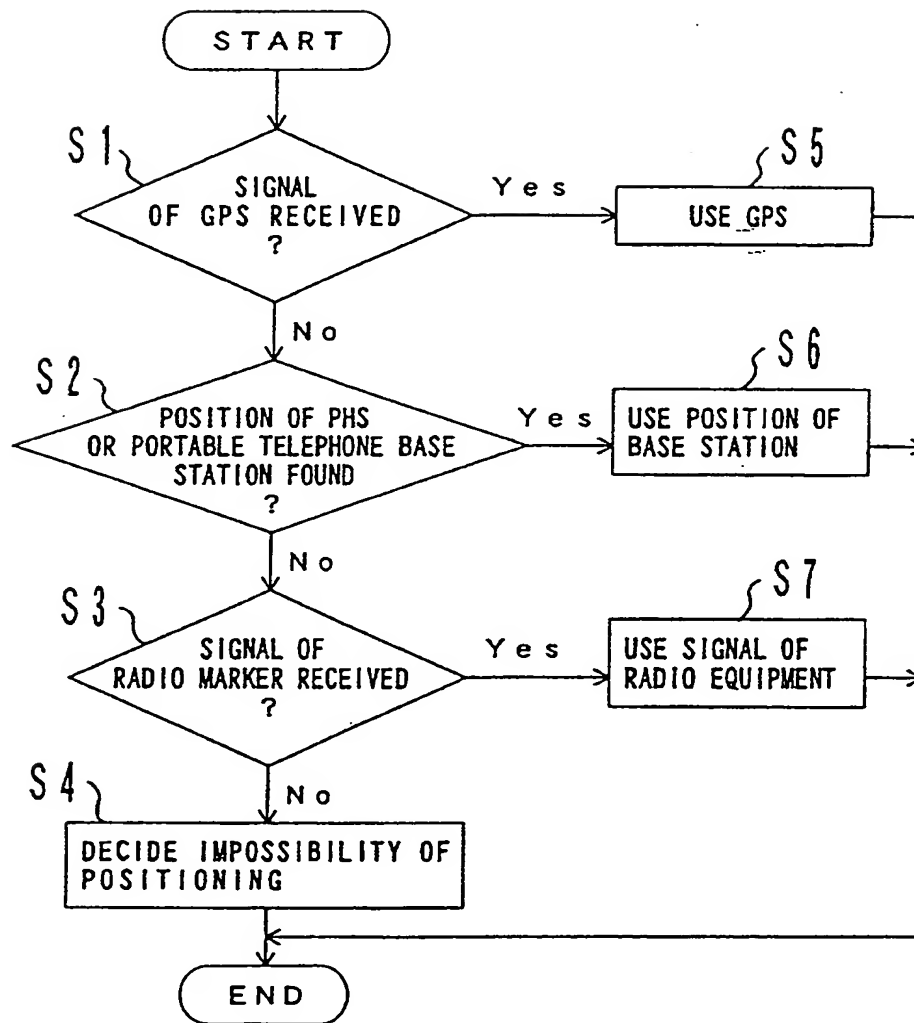 START
S1
SIGNAL
OF GPS RECEIVED
?
Yes
S5
USE GPS
No
S2
POSITION OF PHS
OR PORTABLE TELEPHONE BASE
STATION FOUND
?
Yes
S6
USE POSITION OF
BASE STATION
No
S3
SIGNAL OF
RADIO MARKER RECEIVED
?
Yes
S7
USE SIGNAL OF
RADIO EQUIPMENT
No
S4
DECIDE IMPOSSIBILITY OF
POSITIONING
END